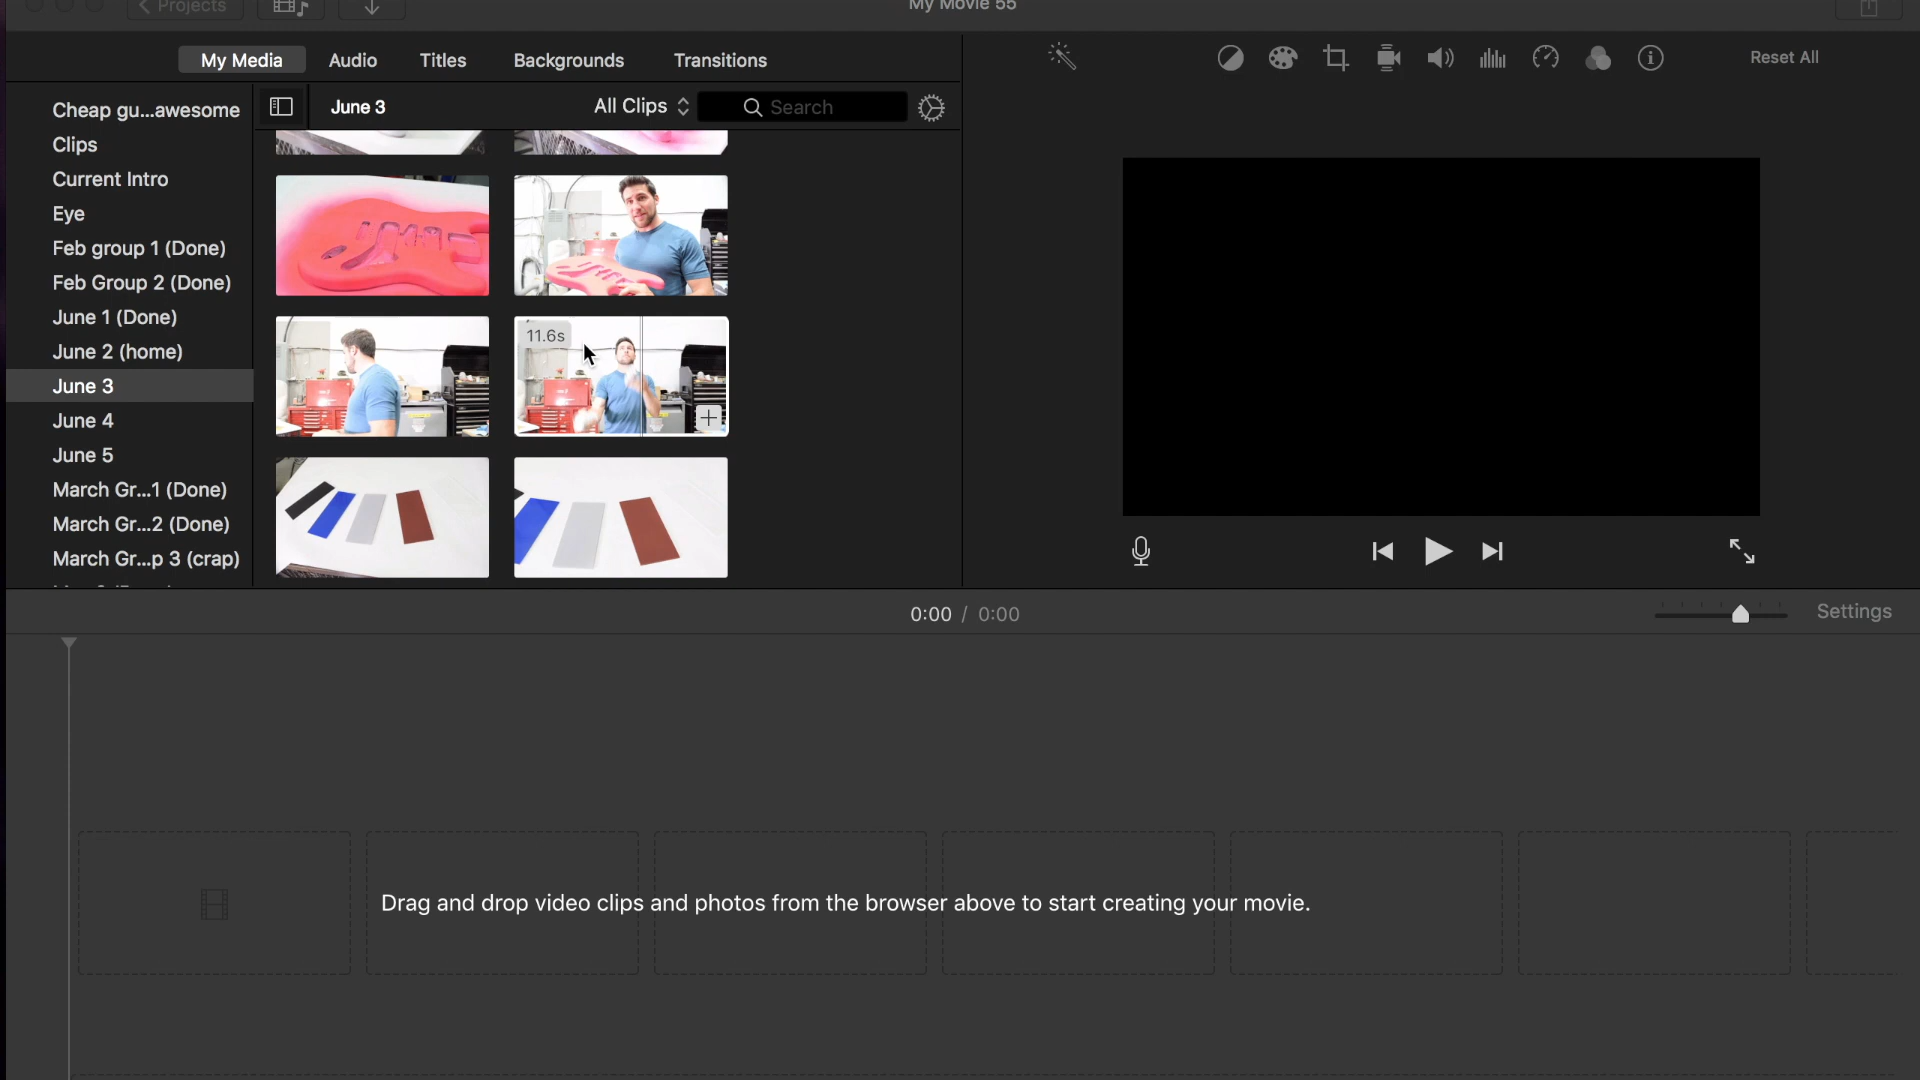 Projects
My Movie 55
My Media
Audio
Titles
Backgrounds
Transitions
Reset All
Cheap gu...awesome
Clips
Current Intro
Eye
Feb group 1 (Done)
Feb Group 2 (Done)
June 1 (Done)
June 2 (home)
June 3
June 4
June 5
March Gr...1 (Done)
March Gr...2 (Done)
March Gr...p 3 (crap)
June 3
All Clips
Search
11.6s
0:00 / 0:00
Settings
Drag and drop video clips and photos from the browser above to start creating your movie.